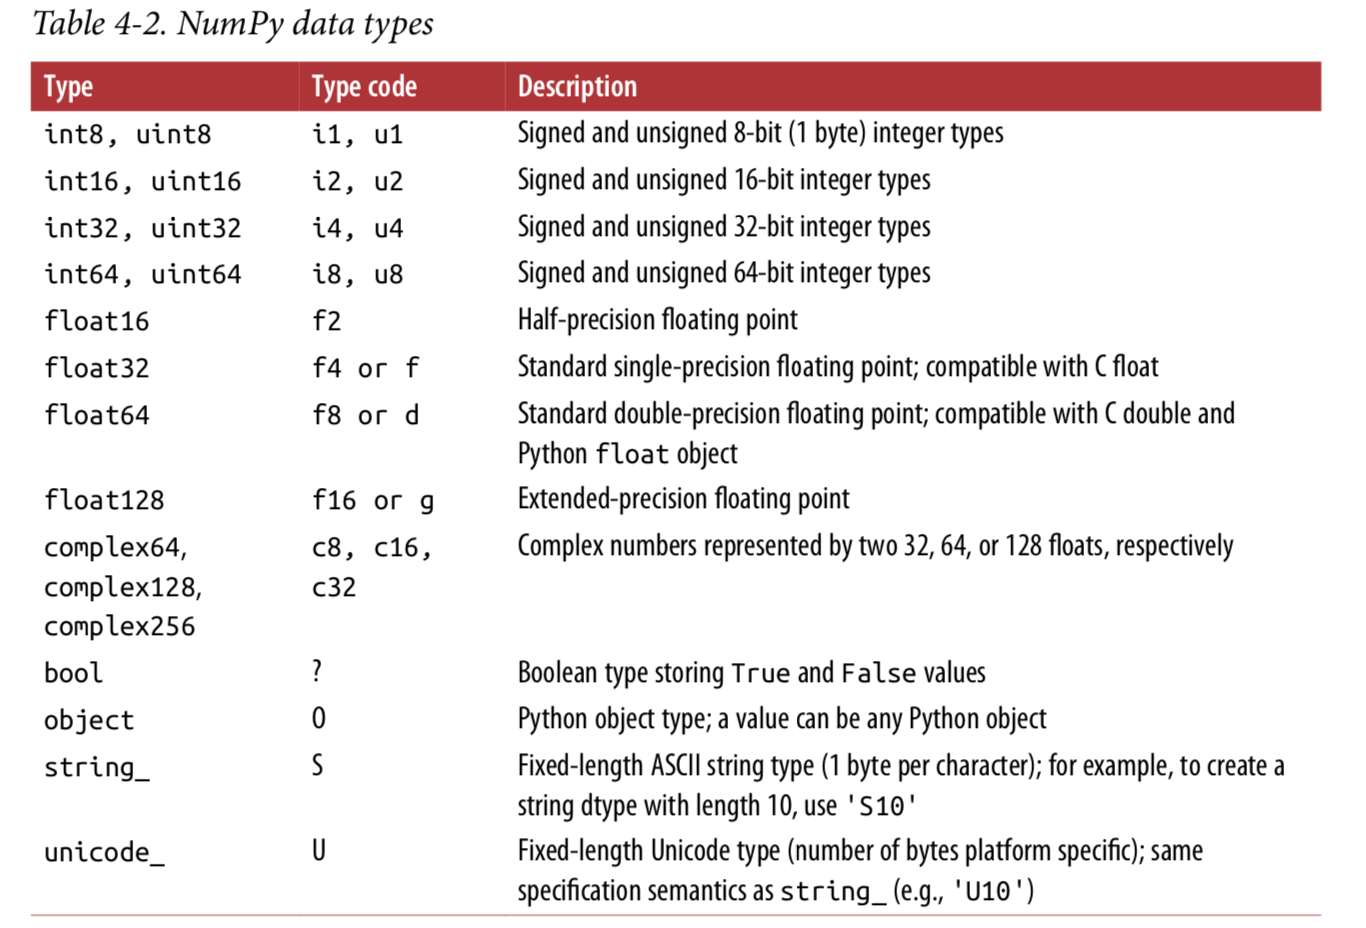 Table 4-2. NumPy data types
Type Type code Description
int8, uint8 i1, u1 Signed and unsigned 8-bit (1 byte) integer types
int16, uint16 i2, u2 Signed and unsigned 16-bit integer types
int32, uint32 i4, u4 Signed and unsigned 32-bit integer types
int64, uint64 i8, u8 Signed and unsigned 64-bit integer types
float16 f2 Half-precision floating point
float32 f4 or f Standard single-precision floating point; compatible with C float
float64 f8 or d Standard double-precision floating point; compatible with C double and
Python float object
float128 f16 or g Extended-precision floating point
complex64, c8, c16, Complex numbers represented by two 32, 64, or 128 floats, respectively
complex128, c32
complex256
bool ? Boolean type storing True and False values
object O Python object type; a value can be any Python object
string_ S Fixed-length ASCII string type (1 byte per character); for example, to create a
string dtype with length 10, use 'S10'
unicode_ U Fixed-length Unicode type (number of bytes platform specific); same
specification semantics as string_ (e.g., 'U10')